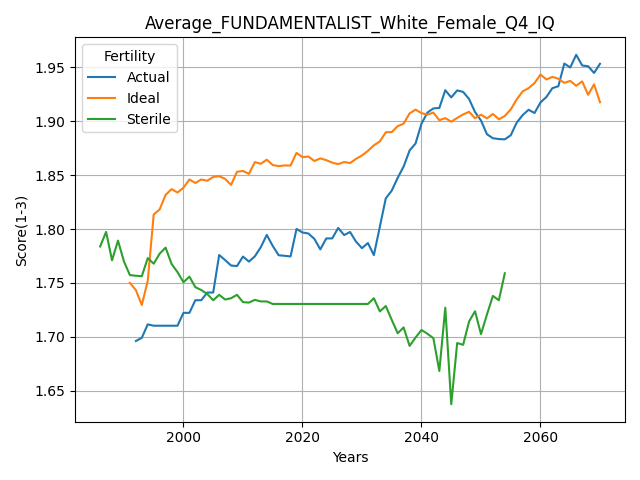 Average_FUNDAMENTALIST_White_Female_Q4_IQ
Fertility
Actual
Ideal
Sterile
Score(1-3)
1.95
1.90
1.85
1.80
1.75
1.70
1.65
2000
2020
2040
2060
Years